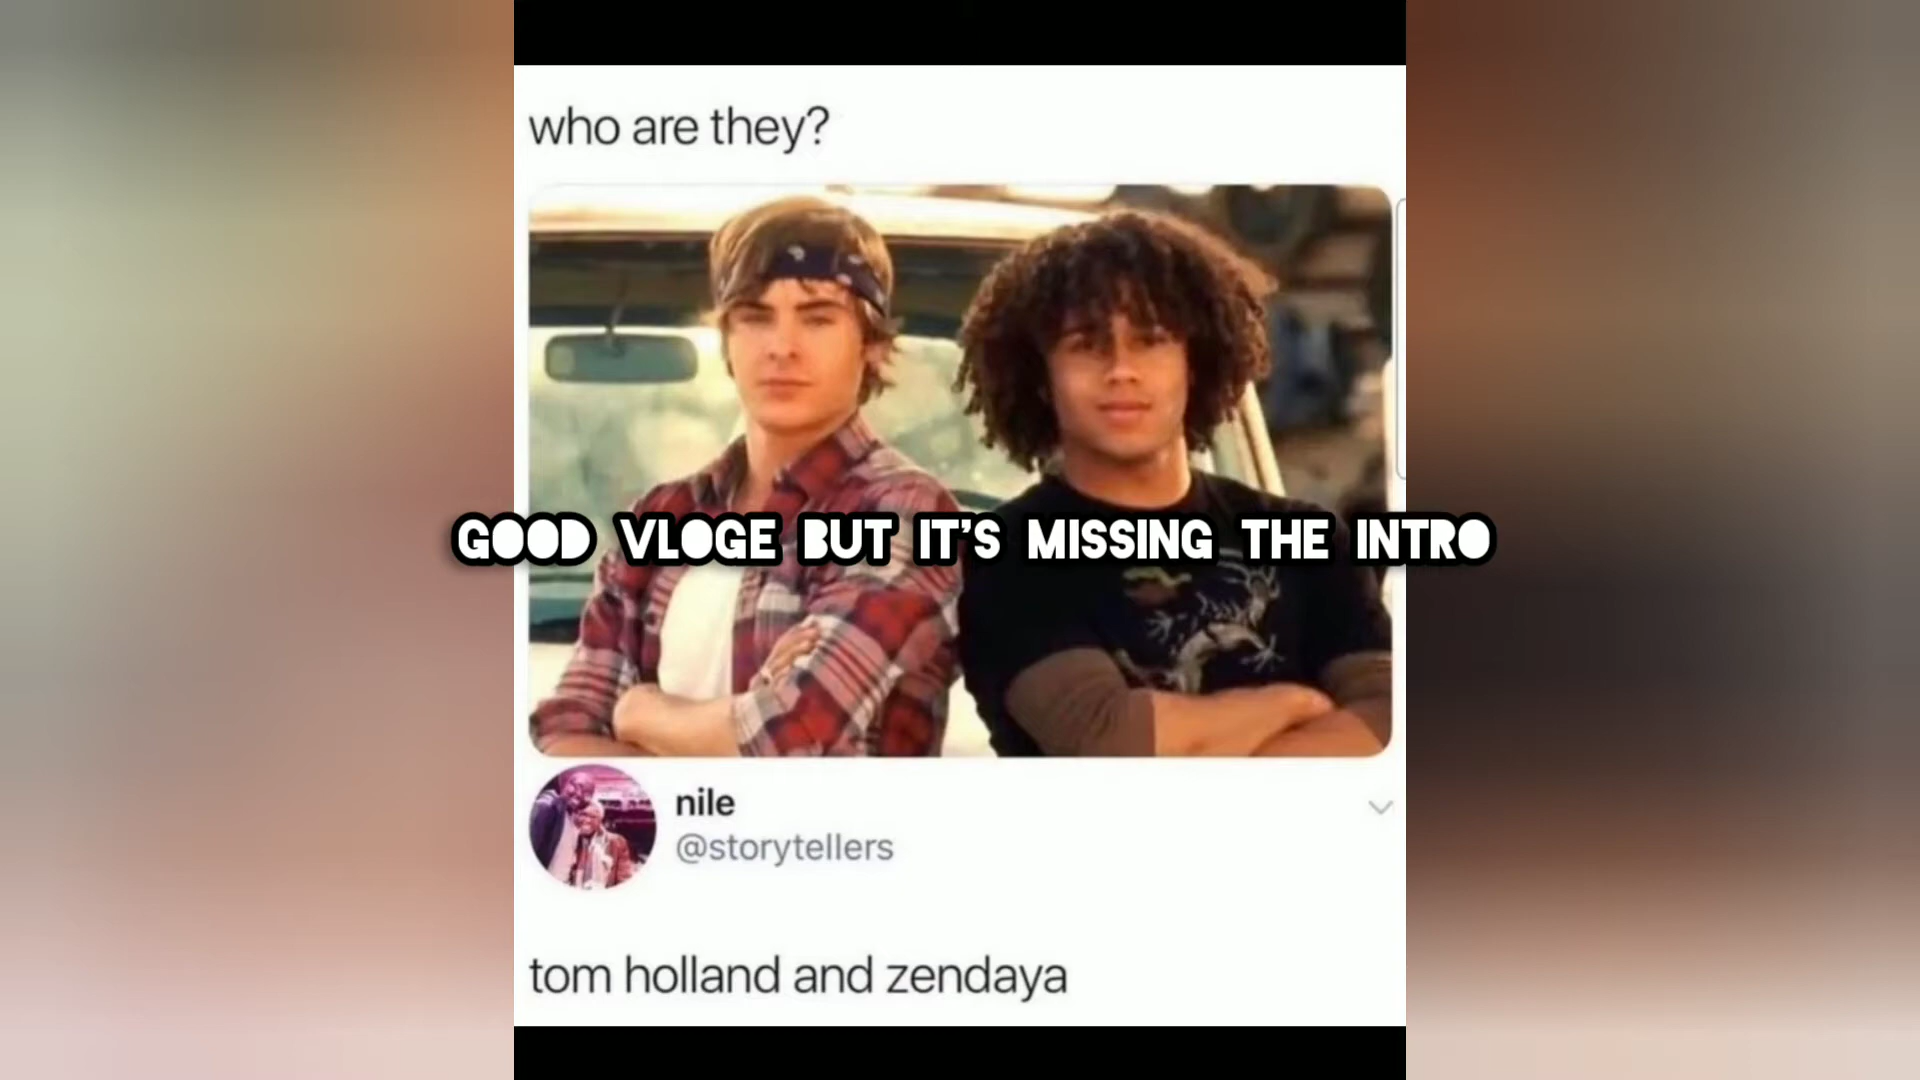 who are they?
GOOD VLOGE BUT IT'S MISSING THE INTRO
nile
@storytellers
tom holland and zendaya